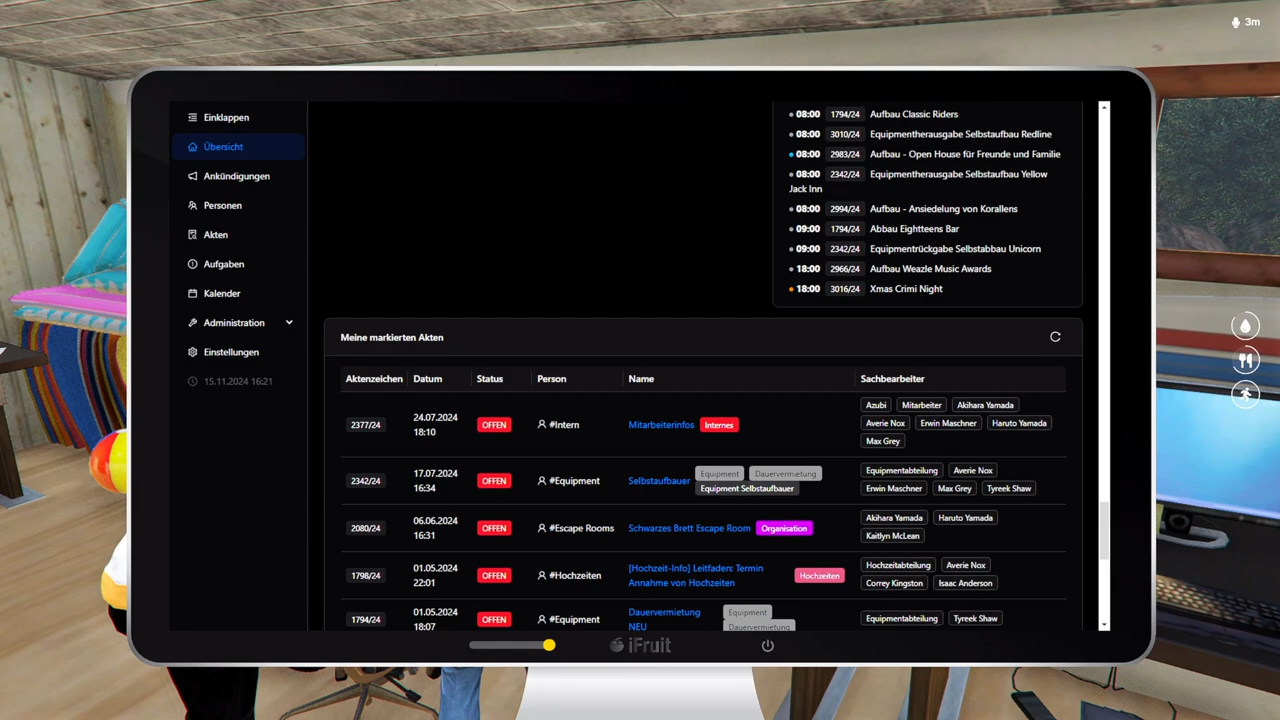 3m
Einklappen
Übersicht
Ankündigungen
Personen
Akten
Aufgaben
Kalender
Administration
Einstellungen
15.11.2024 16:21
08:00 1794/24 Aufbau Classic Riders
08:00 3010/24 Equipmentherausgabe Selbstaufbau Redline
08:00 2983/24 Aufbau - Open House für Freunde und Familie
08:00 2342/24 Equipmentherausgabe Selbstaufbau Yellow
Jack Inn
08:00 2994/24 Aufbau - Ansiedelung von Korallens
09:00 1794/24 Abbau Eighteens Bar
09:00 2342/24 Equipmentrückgabe Selbstabbau Unicorn
18:00 2966/24 Aufbau Weazle Music Awards
18:00 3016/24 Xmas Crimi Night
Meine markierten Akten
Aktenzeichen Datum Status Person Name Sachbearbeiter
2377/24 24.07.2024 18:10 OFFEN #Intern Mitarbeiterinfos Internes
Azubi Mitarbeiter Akihara Yamada
Averie Nox Erwin Maschner Haruto Yamada
Max Grey
2342/24 17.07.2024 16:34 OFFEN #Equipment Selbstaufbauer Equipment Dauervermietung
Equipment Selbstaufbauer
Equipmentabteilung Averie Nox
Erwin Maschner Max Grey Tyreek Shaw
2080/24 06.06.2024 16:31 OFFEN #Escape Rooms Schwarzes Brett Escape Room Organisation
Akihara Yamada Haruto Yamada
Kaitlyn McLean
1798/24 01.05.2024 22:01 OFFEN #Hochzeiten [Hochzeit-Info] Leitfaden: Termin
Annahme von Hochzeiten Hochzeiten
Hochzeitabteilung Averie Nox
Correy Kingston Isaac Anderson
1794/24 01.05.2024 18:07 OFFEN #Equipment Dauervermietung
NEU Equipment
Dauervermietung
Equipmentabteilung Tyreek Shaw
iFruit